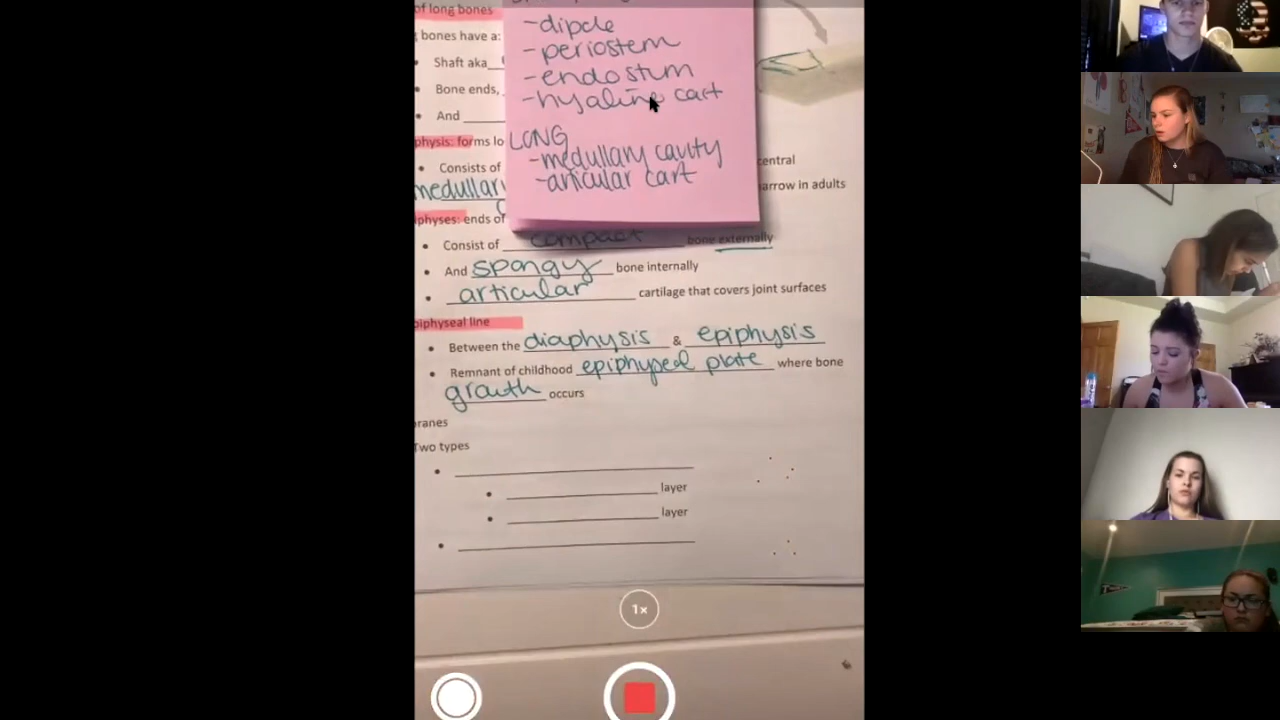 of long bones
-dipole
bones have a:
-periostem
Shaft aka
-endostum
Bone ends,
-hyaline cart
And
physis: forms lo
LONG
-medullary cavity
Consists of
central
-articular cart
medullary
arrow in adults
physes: ends of
Consist of compact bone externally
And spongy bone internally
articular cartilage that covers joint surfaces
piphyseal line
Between the diaphysis & epiphysis
Remnant of childhood epiphyseal plate where bone
growth occurs
ranes
Two types
layer
layer
1x